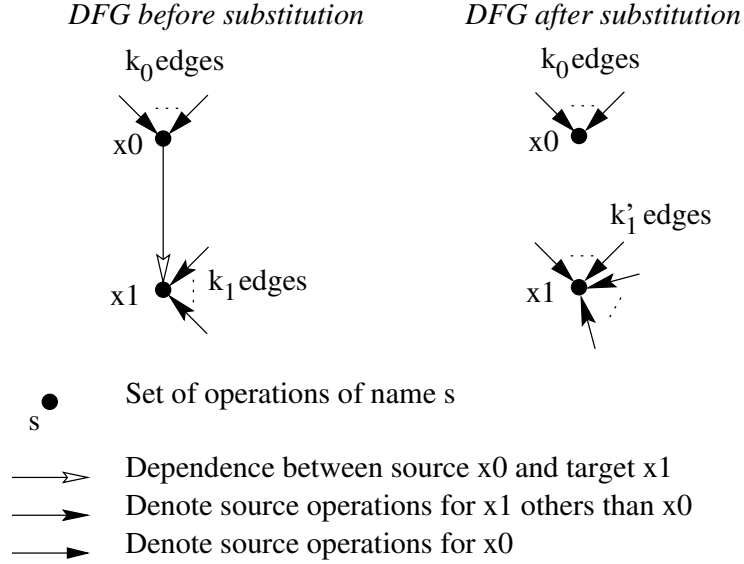 DFG before substitution
DFG after substitution
k0 edges
k0 edges
x0
x0
k1 edges
k1' edges
x1
x1
s
Set of operations of name s
Dependence between source x0 and target x1
Denote source operations for x1 others than x0
Denote source operations for x0